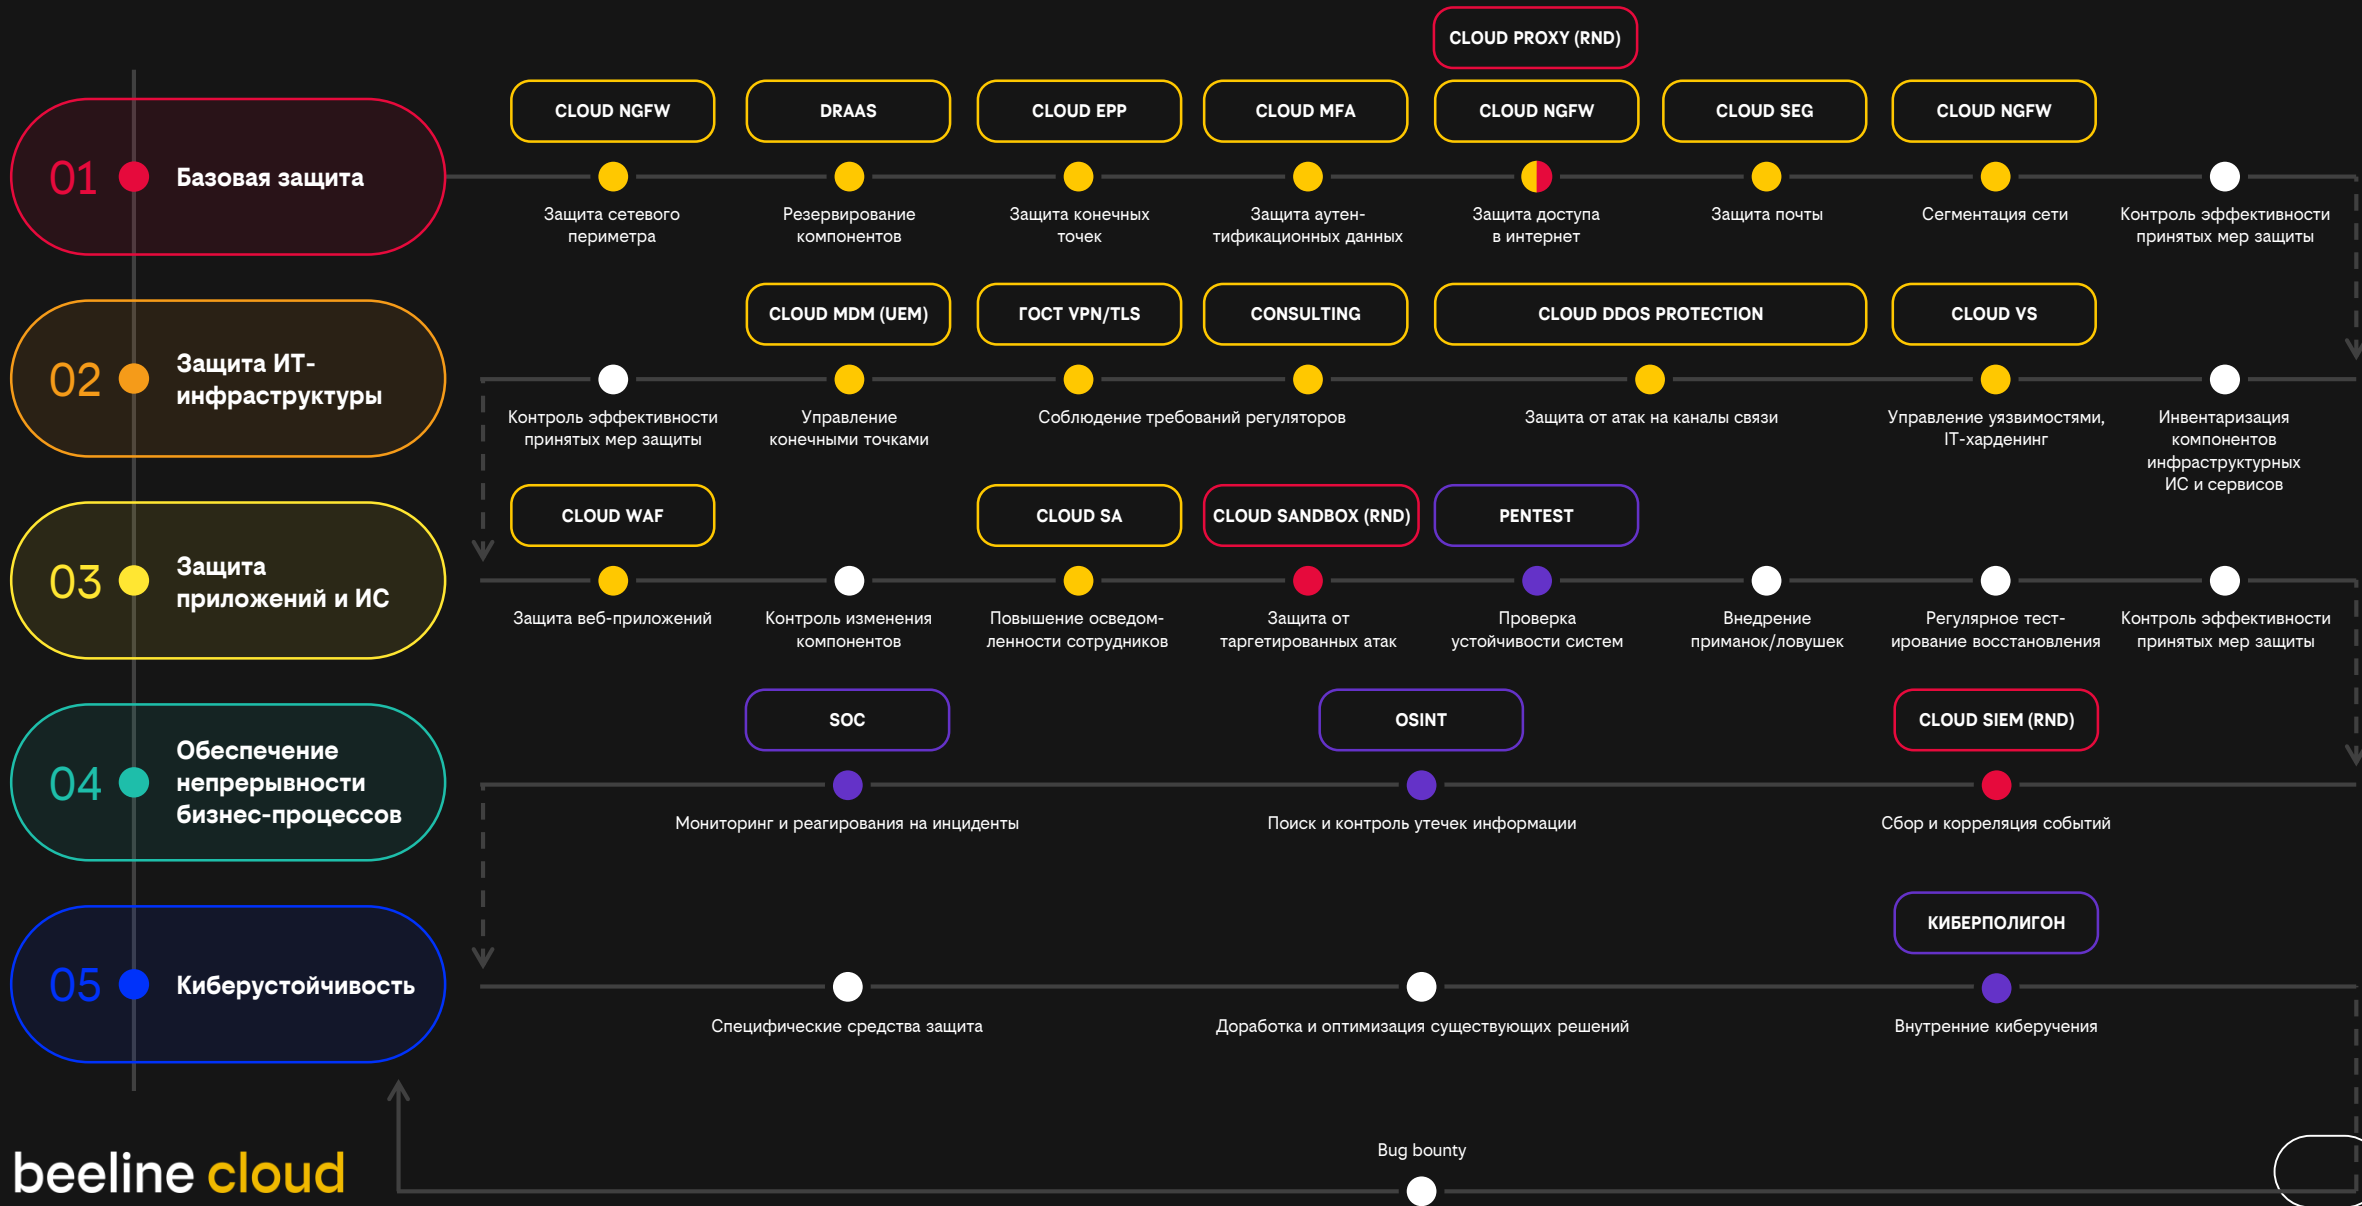 CLOUD PROXY (RND)
CLOUD NGFW
DRAAS
CLOUD EPP
CLOUD MFA
CLOUD NGFW
CLOUD SEG
CLOUD NGFW
01
Базовая защита
Защита сетевого
периметра
Резервирование
компонентов
Защита конечных
точек
Защита аутен-
тификационных данных
Защита доступа
в интернет
Защита почты
Сегментация сети
Контроль эффективности
принятых мер защиты
CLOUD MDM (UEM)
ГОСТ VPN/TLS
CONSULTING
CLOUD DDOS PROTECTION
CLOUD VS
02
Защита ИТ-
инфраструктуры
Контроль эффективности
принятых мер защиты
Управление
конечными точками
Соблюдение требований регуляторов
Защита от атак на каналы связи
Управление уязвимостями,
IT-харденинг
Инвентаризация
компонентов
инфраструктурных
ИС и сервисов
CLOUD WAF
CLOUD SA
CLOUD SANDBOX (RND)
PENTEST
03
Защита
приложений и ИС
Защита веб-приложений
Контроль изменения
компонентов
Повышение осведом-
ленности сотрудников
Защита от
таргетированных атак
Проверка
устойчивости систем
Внедрение
приманок/ловушек
Регулярное тест-
ирование восстановления
Контроль эффективности
принятых мер защиты
SOC
OSINT
CLOUD SIEM (RND)
04
Обеспечение
непрерывности
бизнес-процессов
Мониторинг и реагирования на инциденты
Поиск и контроль утечек информации
Сбор и корреляция событий
КИБЕРПОЛИГОН
05
Киберустойчивость
Специфические средства защита
Доработка и оптимизация существующих решений
Внутренние киберучения
Bug bounty
beeline cloud